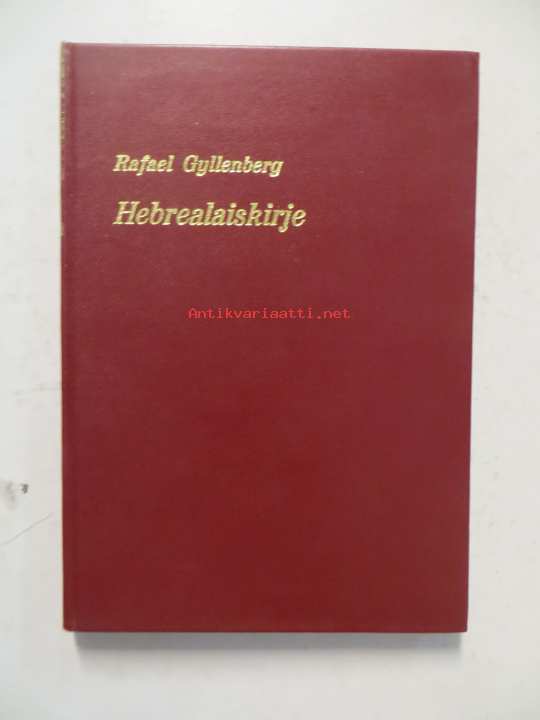 Rafael Gyllenberg
Hebrealaiskirje
Antikvariaatti.net